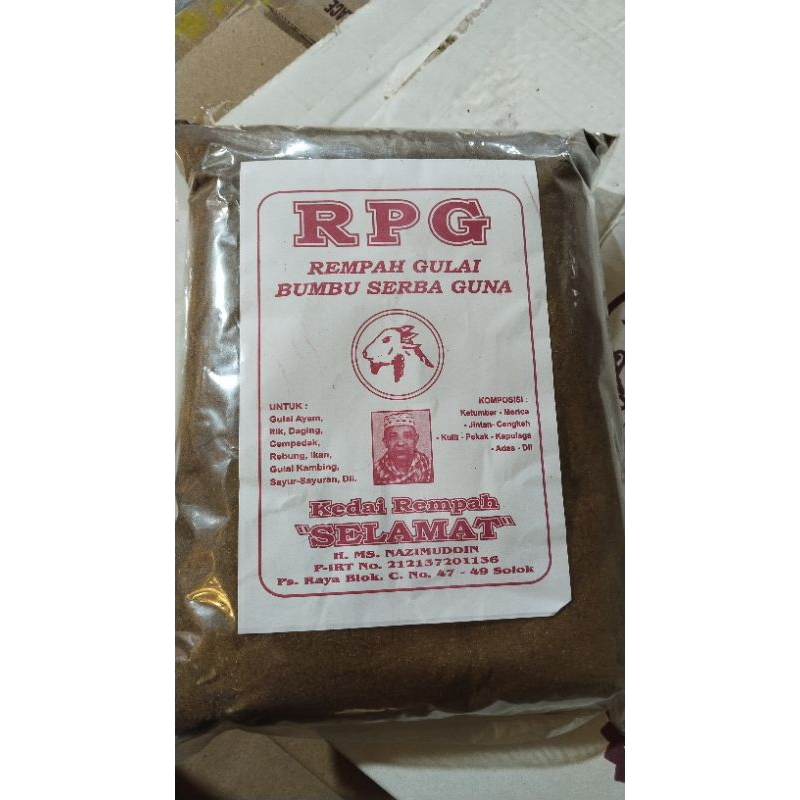 RPG
REMPAH GULAI
BUMBU SERBA GUNA
UNTUK :
Gulai Ayam,
Itik, Daging,
Cempedak,
Rebung, Ikan,
Gulai Kambing,
Sayur-Sayuran, Dll.
KOMPOSISI :
Ketumbar - Merica
- Jintan- Cengkeh
- Kulit - Pekak - Kapulaga
- Adas - Dll
Kedai Rempah
"SELAMAT"
H. MS. NAZIMUDDIN
P-IRT No. 212137201136
Ps. Raya Blok. C. No. 47 - 49 Solok